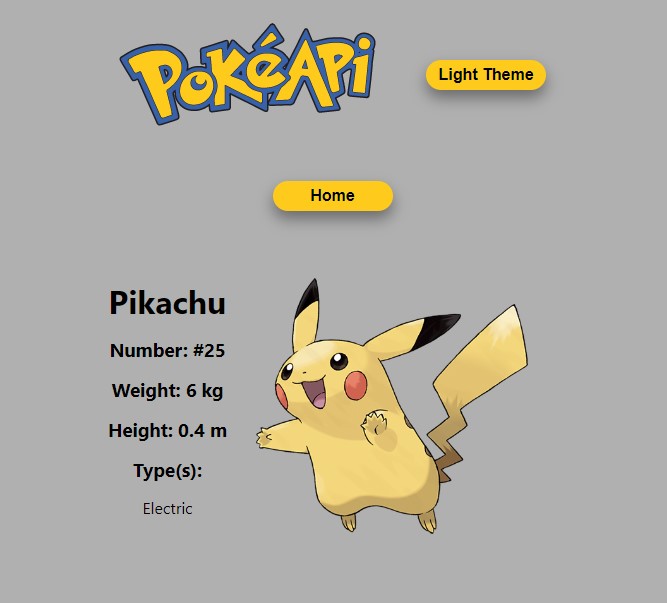 PokéApi
Light Theme
Home
Pikachu
Number: #25
Weight: 6 kg
Height: 0.4 m
Type(s):
Electric